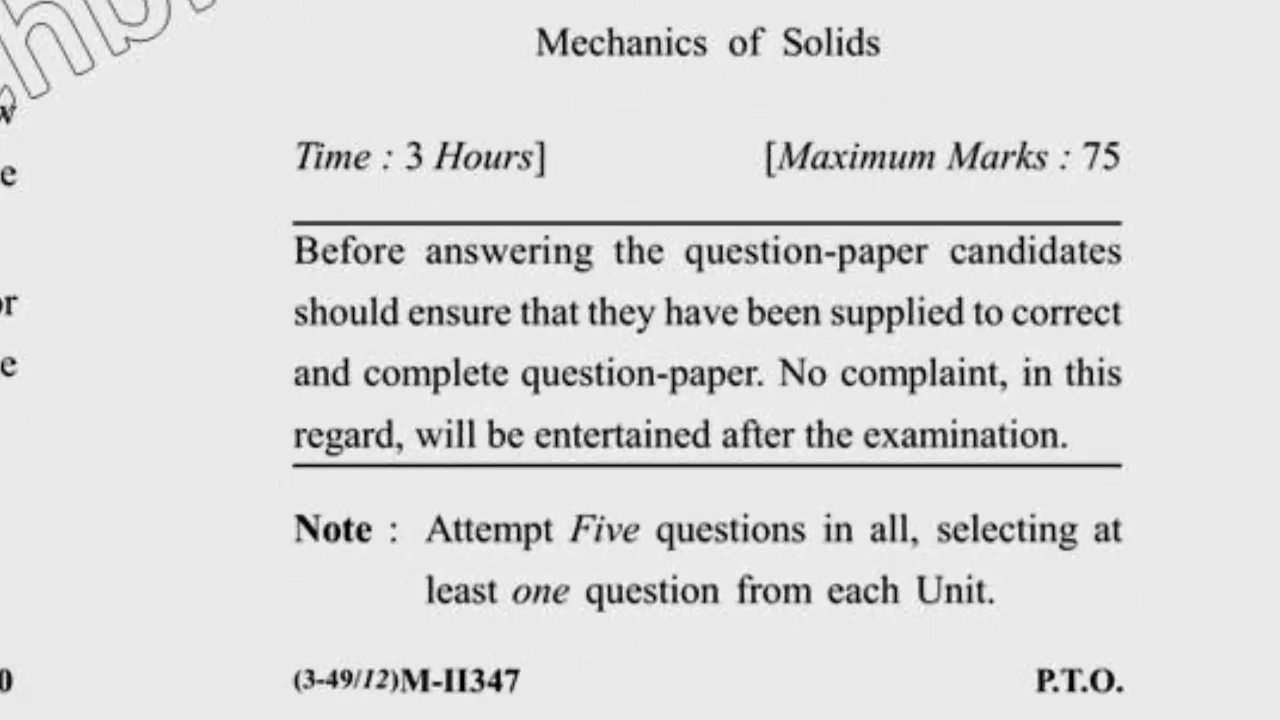 Mechanics of Solids
Time : 3 Hours] [Maximum Marks : 75
Before answering the question-paper candidates
should ensure that they have been supplied to correct
and complete question-paper. No complaint, in this
regard, will be entertained after the examination.
Note : Attempt Five questions in all, selecting at
least one question from each Unit.
(3-49/12)M-II347 P.T.O.